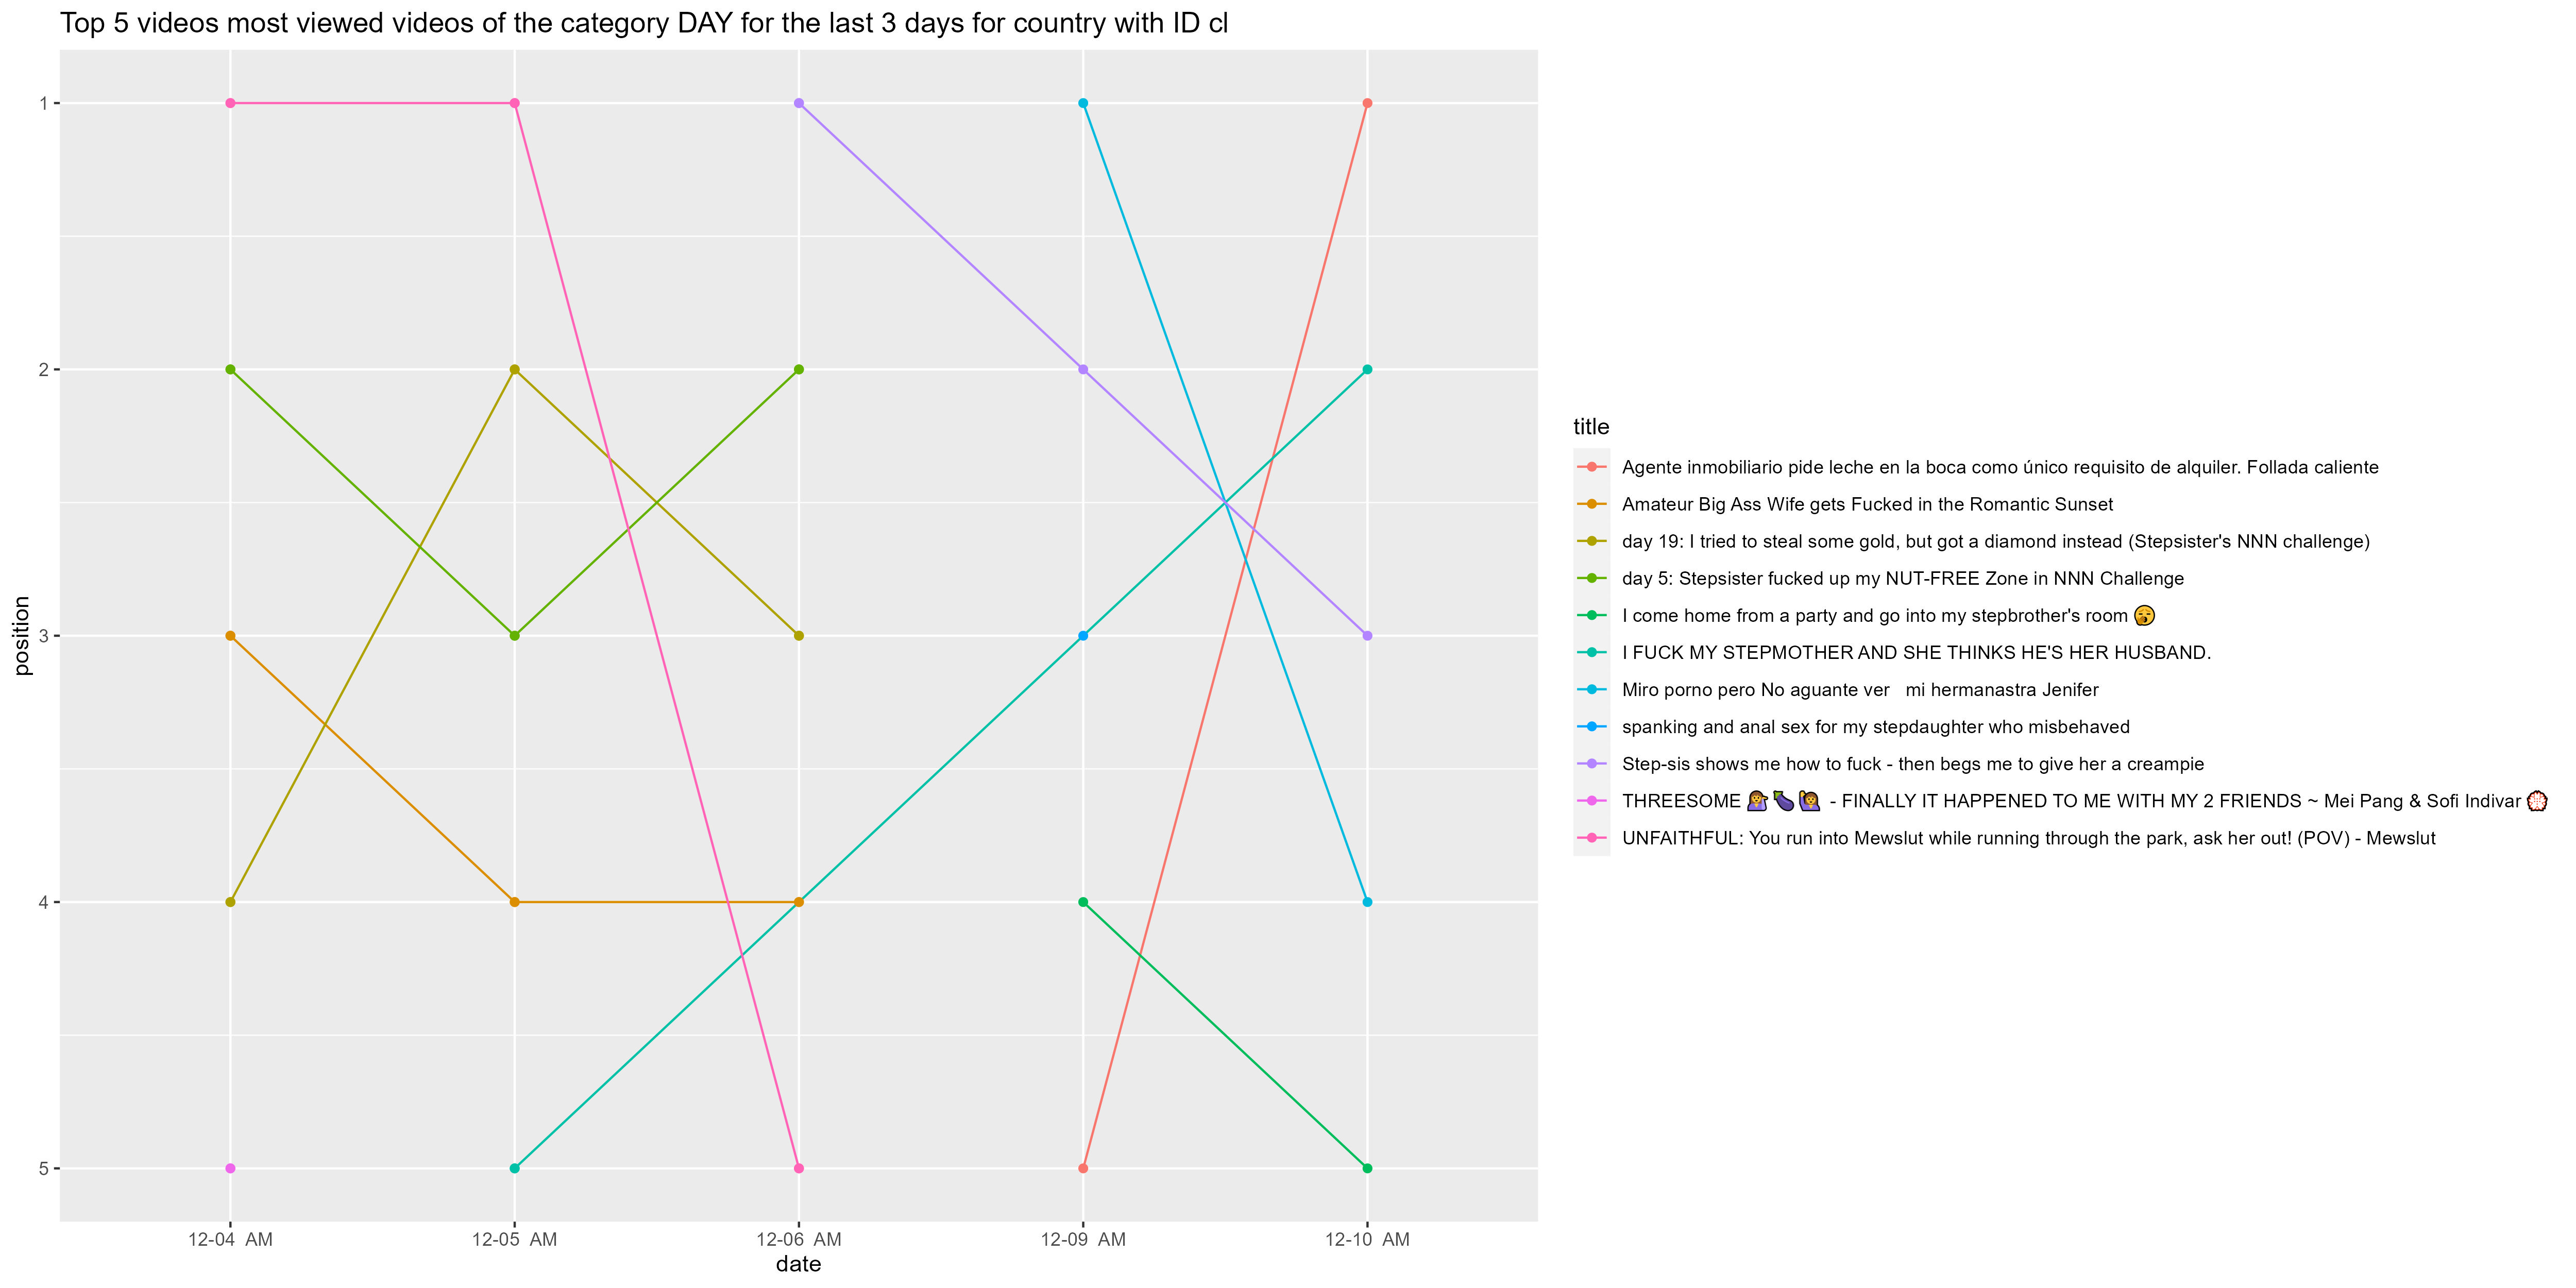 Top 5 videos most viewed videos of the category DAY for the last 3 days for country with ID cl
1
2
3
4
5
position
12-04 AM
12-05 AM
12-06 AM
12-09 AM
12-10 AM
date
title
Agente inmobiliario pide leche en la boca como único requisito de alquiler. Follada caliente
Amateur Big Ass Wife gets Fucked in the Romantic Sunset
day 19: I tried to steal some gold, but got a diamond instead (Stepsister's NNN challenge)
day 5: Stepsister fucked up my NUT-FREE Zone in NNN Challenge
I come home from a party and go into my stepbrother's room 🥱
I FUCK MY STEPMOTHER AND SHE THINKS HE'S HER HUSBAND.
Miro porno pero No aguante ver mi hermanastra Jenifer
spanking and anal sex for my stepdaughter who misbehaved
Step-sis shows me how to fuck - then begs me to give her a creampie
THREESOME 💁‍♀️🍆🙋‍♀️ - FINALLY IT HAPPENED TO ME WITH MY 2 FRIENDS ~ Mei Pang & Sofi Indivar 💮
UNFAITHFUL: You run into Mewslut while running through the park, ask her out! (POV) - Mewslut